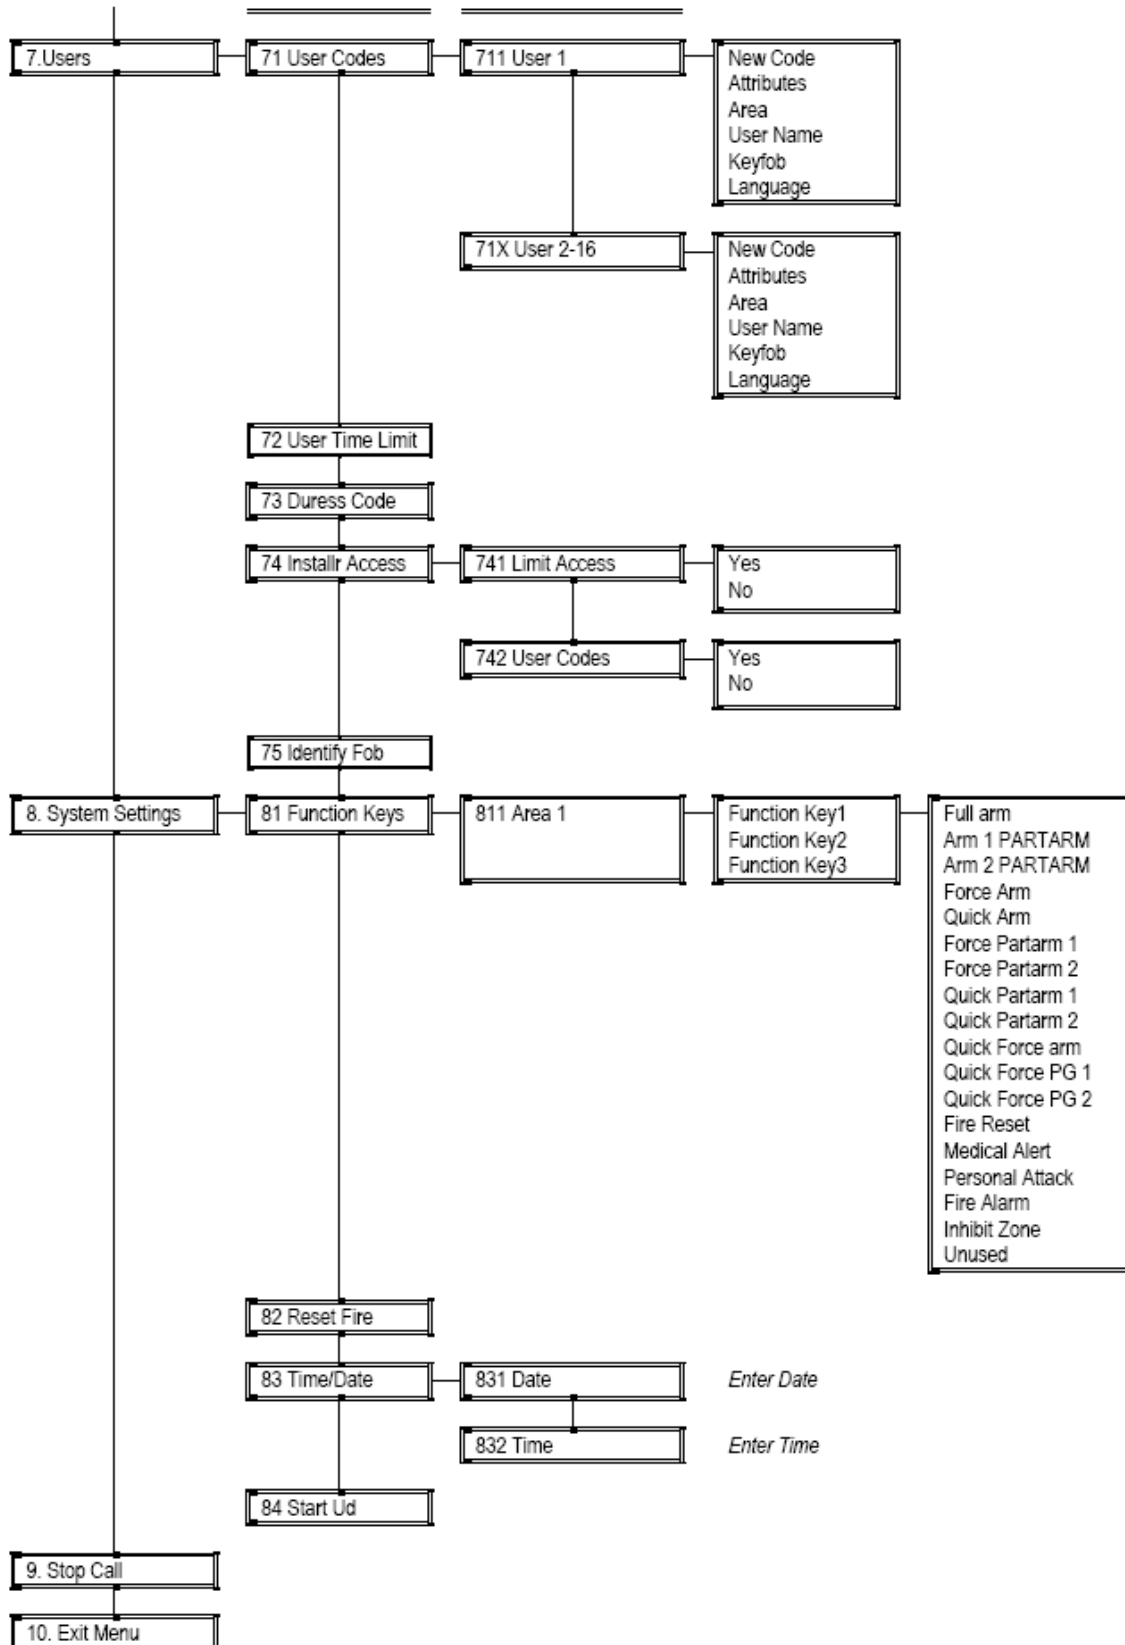 7.Users
71 User Codes
711 User 1
New Code
Attributes
Area
User Name
Keyfob
Language
71X User 2-16
New Code
Attributes
Area
User Name
Keyfob
Language
72 User Time Limit
73 Duress Code
74 Installr Access
741 Limit Access
Yes
No
742 User Codes
Yes
No
75 Identify Fob
8. System Settings
81 Function Keys
811 Area 1
Function Key1
Function Key2
Function Key3
Full arm
Arm 1 PARTARM
Arm 2 PARTARM
Force Arm
Quick Arm
Force Partarm 1
Force Partarm 2
Quick Partarm 1
Quick Partarm 2
Quick Force arm
Quick Force PG 1
Quick Force PG 2
Fire Reset
Medical Alert
Personal Attack
Fire Alarm
Inhibit Zone
Unused
82 Reset Fire
83 Time/Date
831 Date
Enter Date
832 Time
Enter Time
84 Start Ud
9. Stop Call
10. Exit Menu